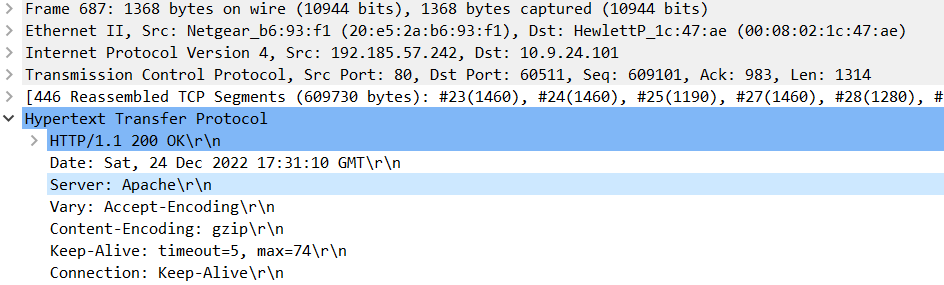 Frame 687: 1368 bytes on wire (10944 bits), 1368 bytes captured (10944 bits)
Ethernet II, Src: Netgear_b6:93:f1 (20:e5:2a:b6:93:f1), Dst: HewlettP_1c:47:ae (00:08:02:1c:47:ae)
Internet Protocol Version 4, Src: 192.185.57.242, Dst: 10.9.24.101
Transmission Control Protocol, Src Port: 80, Dst Port: 60511, Seq: 609101, Ack: 983, Len: 1314
[446 Reassembled TCP Segments (609730 bytes): #23(1460), #24(1460), #25(1190), #27(1460), #28(1280), #
Hypertext Transfer Protocol
HTTP/1.1 200 OK\r\n
Date: Sat, 24 Dec 2022 17:31:10 GMT\r\n
Server: Apache\r\n
Vary: Accept-Encoding\r\n
Content-Encoding: gzip\r\n
Keep-Alive: timeout=5, max=74\r\n
Connection: Keep-Alive\r\n